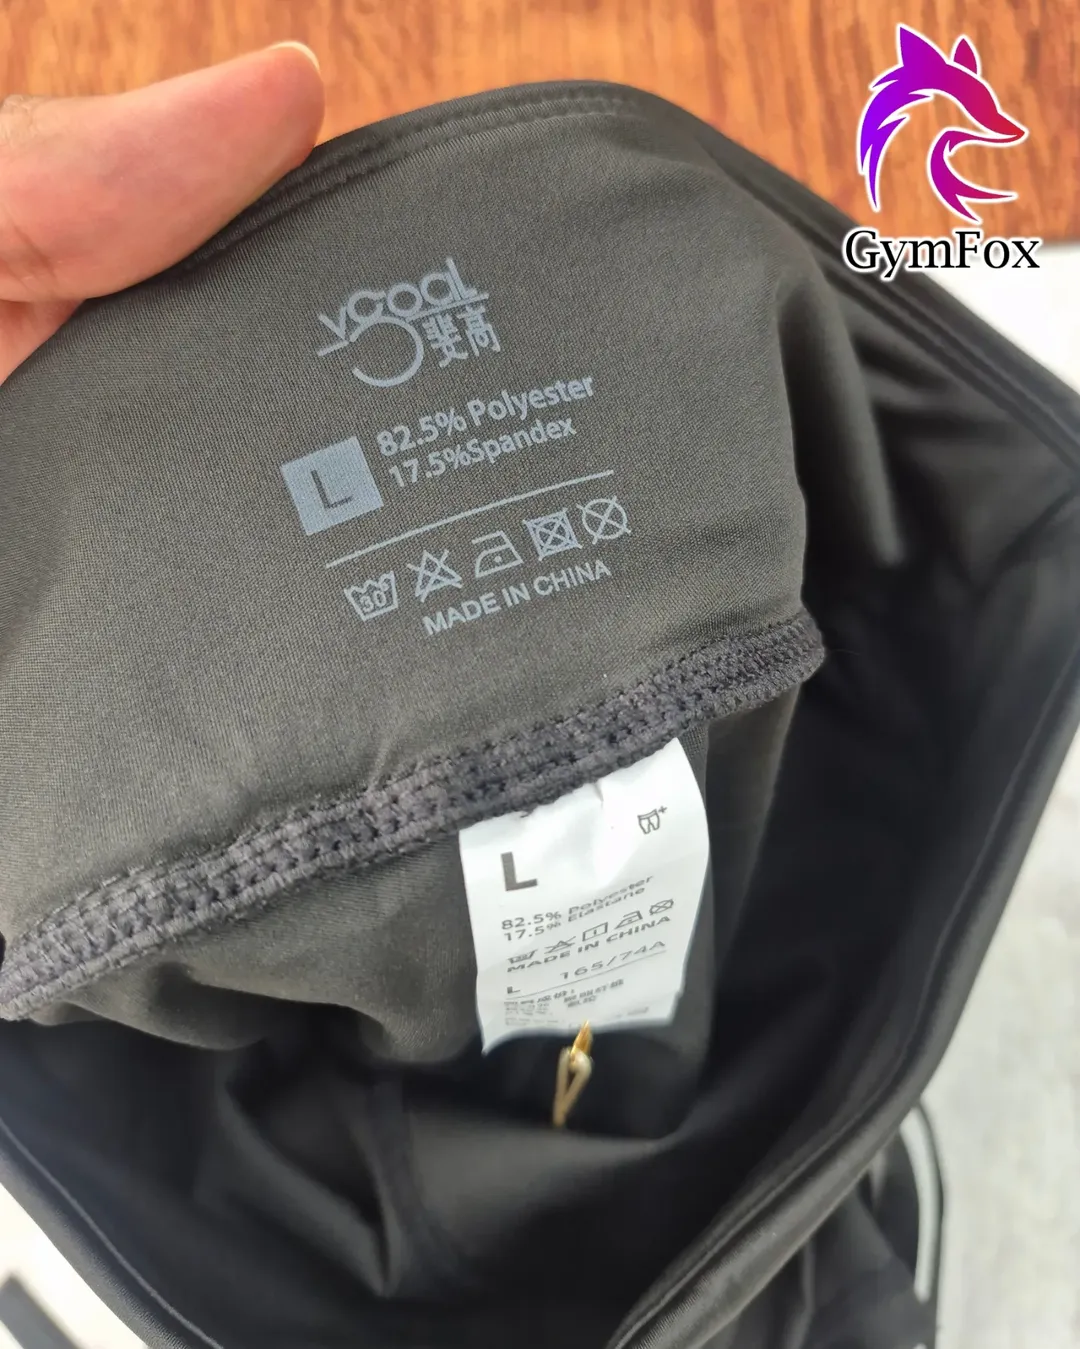 GymFox
vgoaL
斐高
82.5% Polyester
17.5%Spandex
L
30
MADE IN CHINA
L
82.5% Polyester
17.5% Elastane
MADE IN CHINA
L 165/74A